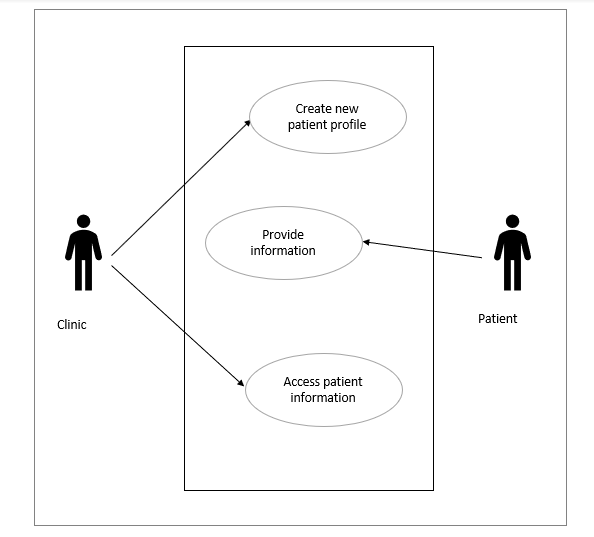 Create new
patient profile
Provide
information
Clinic
Patient
Access patient
information